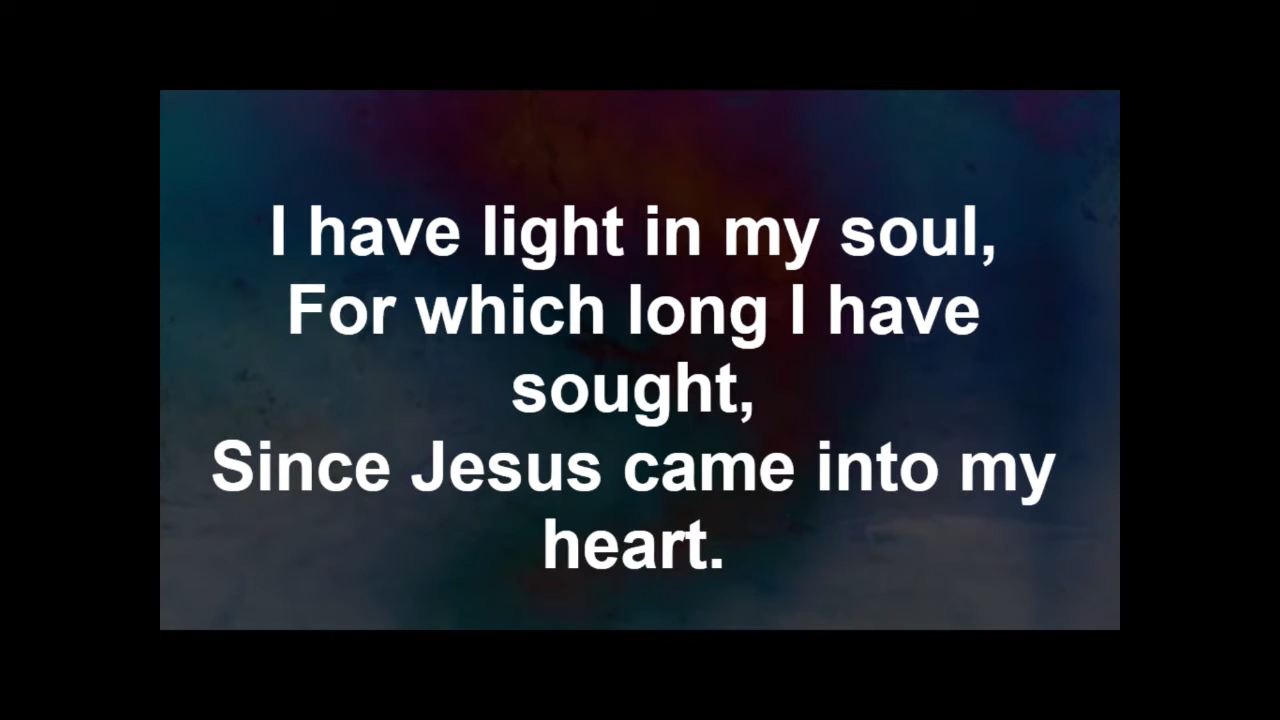 I have light in my soul,
For which long I have
sought,
Since Jesus came into my
heart.